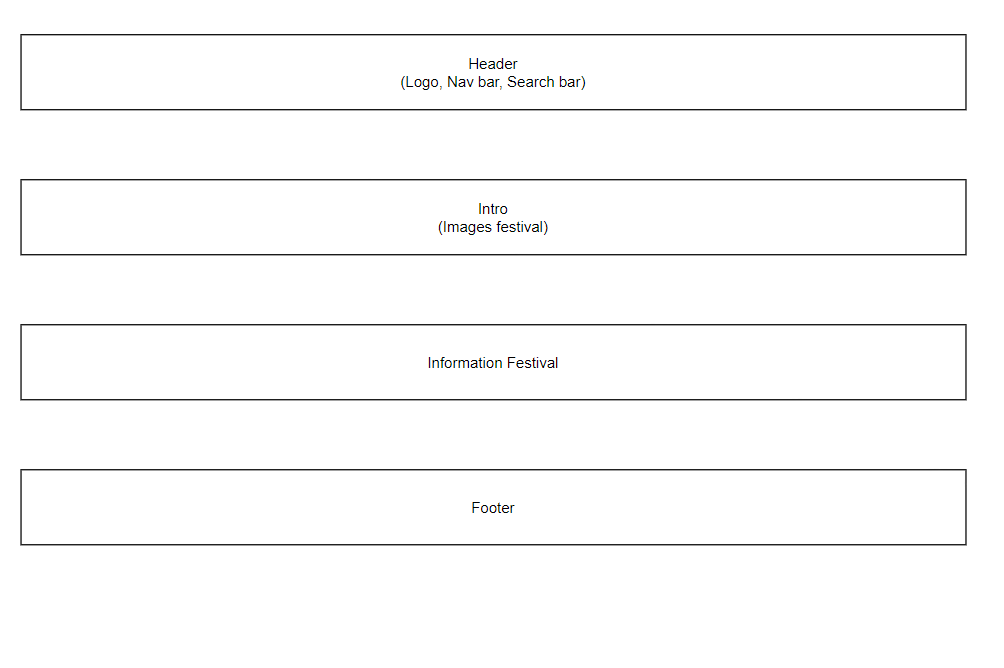 Header
(Logo, Nav bar, Search bar)
Intro
(Images festival)
Information Festival
Footer